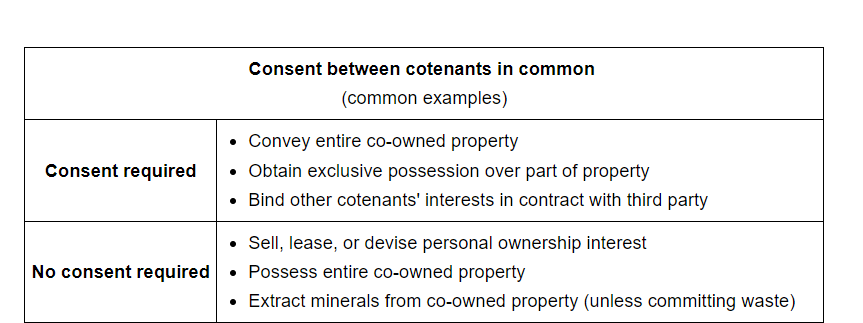 Consent between cotenants in common
(common examples)
Consent required
• Convey entire co-owned property
• Obtain exclusive possession over part of property
• Bind other cotenants' interests in contract with third party
No consent required
• Sell, lease, or devise personal ownership interest
• Possess entire co-owned property
• Extract minerals from co-owned property (unless committing waste)